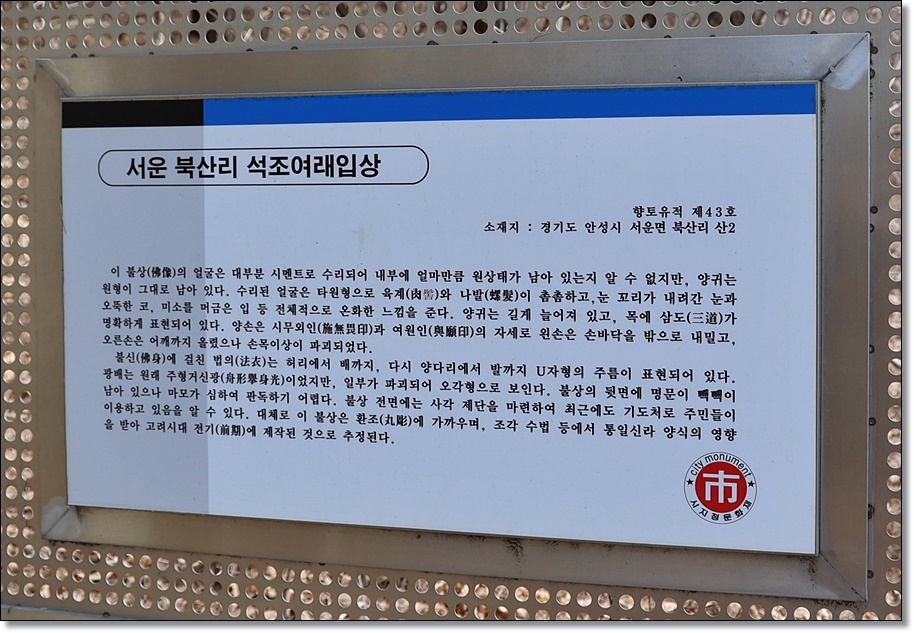 서운 북산리 석조여래입상
향토유적 제43호
소재지 : 경기도 안성시 서운면 북산리 산2
이 불상(佛像)의 얼굴은 대부분 시멘트로 수리되어 내부에 얼마만큼 원상태가 남아 있는지 알 수 없지만, 양귀는
원형이 그대로 남아 있다. 수리된 얼굴은 타원형으로 육계(肉髻)와 나발(螺髮)이 촘촘하고,눈 꼬리가 내려간 눈과
오뚝한 코, 미소를 머금은 입 등 전체적으로 온화한 느낌을 준다. 양귀는 길게 늘어져 있고, 목에 삼도(三道)가
명확하게 표현되어 있다. 양손은 시무외인(施無畏印)과 여원인(與願印)의 자세로 왼손은 손바닥을 밖으로 내밀고,
오른손은 어깨까지 올렸으나 손목이상이 파괴되었다.
불신(佛身)에 걸친 법의(法衣)는 허리에서 배까지, 다시 양다리에서 발까지 U자형의 주름이 표현되어 있다.
광배는 원래 주형거신광(舟形擧身光)이었지만, 일부가 파괴되어 오각형으로 보인다. 불상의 뒷면에 명문이 빽빽이
남아 있으나 마모가 심하여 판독하기 어렵다. 불상 전면에는 사각 제단을 마련하여 최근에도 기도처로 주민들이
이용하고 있음을 알 수 있다. 대체로 이 불상은 환조(丸彫)에 가까우며, 조각 수법 등에서 통일신라 양식의 영향
을 받아 고려시대 전기(前期)에 제작된 것으로 추정된다.
city monument
市
시지정문화재